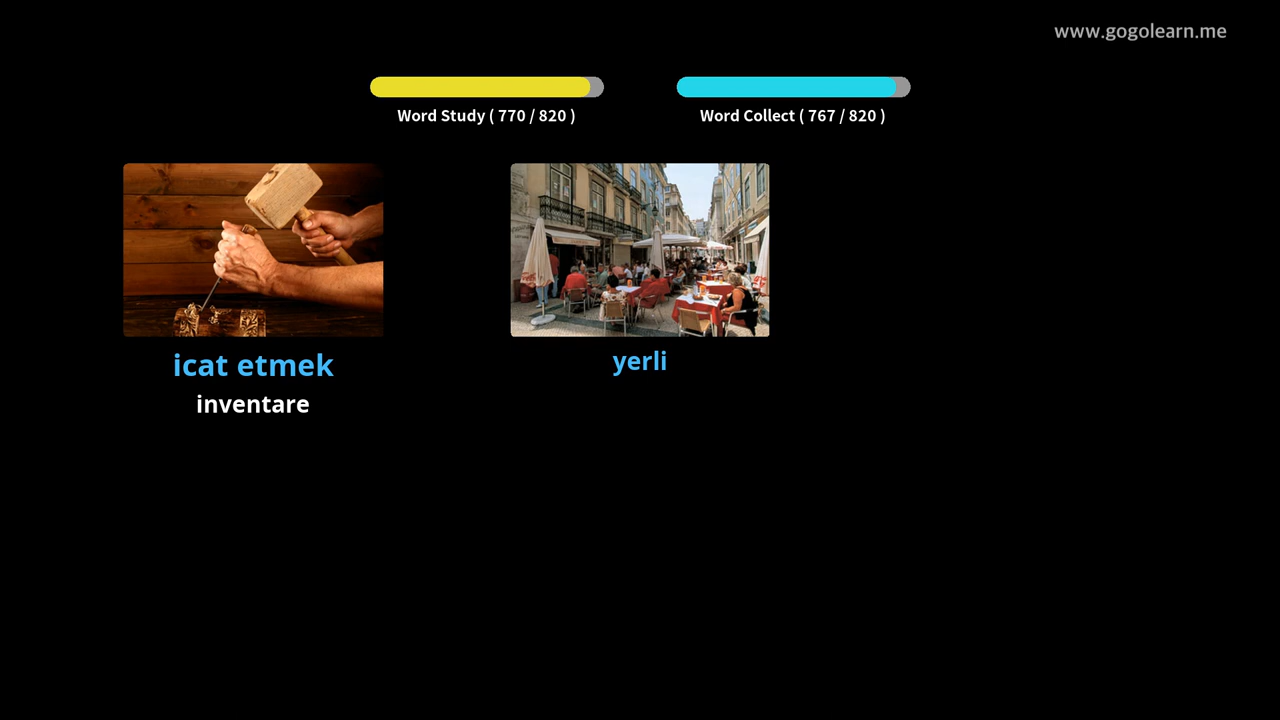 www.gogolearn.me
Word Study ( 770 / 820 )
Word Collect ( 767 / 820 )
icat etmek
inventare
yerli